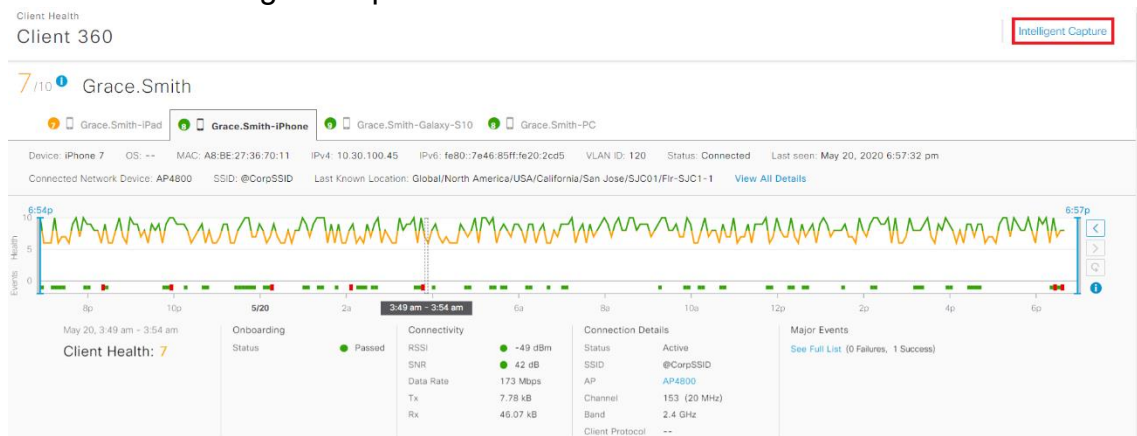 Client Health
Client 360
Intelligent Capture
7/10 i Grace.Smith
7 Grace.Smith-iPad 8 Grace.Smith-iPhone 9 Grace.Smith-Galaxy-S10 8 Grace.Smith-PC
Device: iPhone 7 OS: -- MAC: A8:BE:27:36:70:11 IPv4: 10.30.100.45 IPv6: fe80::7e46:85ff:fe20:2cd5 VLAN ID: 120 Status: Connected Last seen: May 20, 2020 6:57:32 pm
Connected Network Device: AP4800 SSID: @CorpSSID Last Known Location: Global/North America/USA/California/San Jose/SJC01/Flr-SJC1-1 View All Details
6:54p 6:57p
10
Health 5
Events 0
8p 10p 5/20 2a 3:49 am - 3:54 am 6a 8a 10a 12p 2p 4p 6p
May 20, 3:49 am - 3:54 am Onboarding Connectivity Connection Details Major Events
Client Health: 7 Status Passed RSSI -49 dBm Status Active See Full List (0 Failures, 1 Success)
SNR 42 dB SSID @CorpSSID
Data Rate 173 Mbps AP AP4800
Tx 7.78 kB Channel 153 (20 MHz)
Rx 46.07 kB Band 2.4 GHz
Client Protocol --